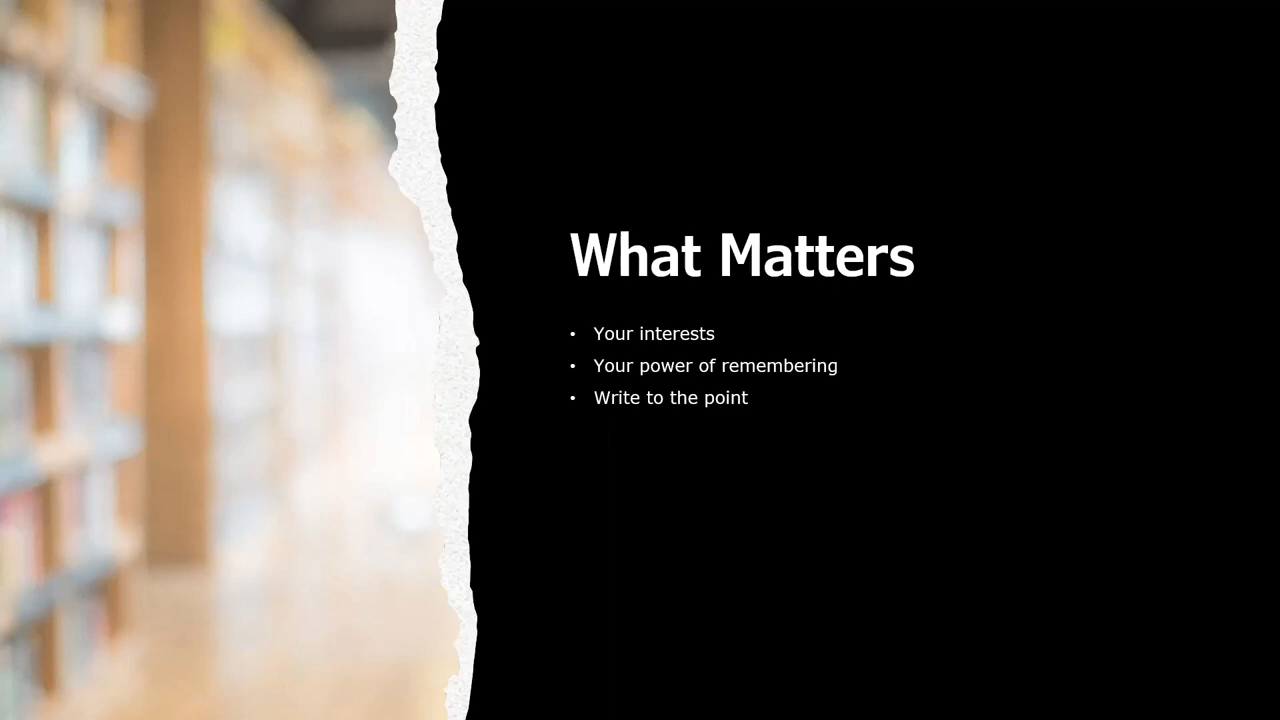 What Matters
• Your interests
• Your power of remembering
• Write to the point